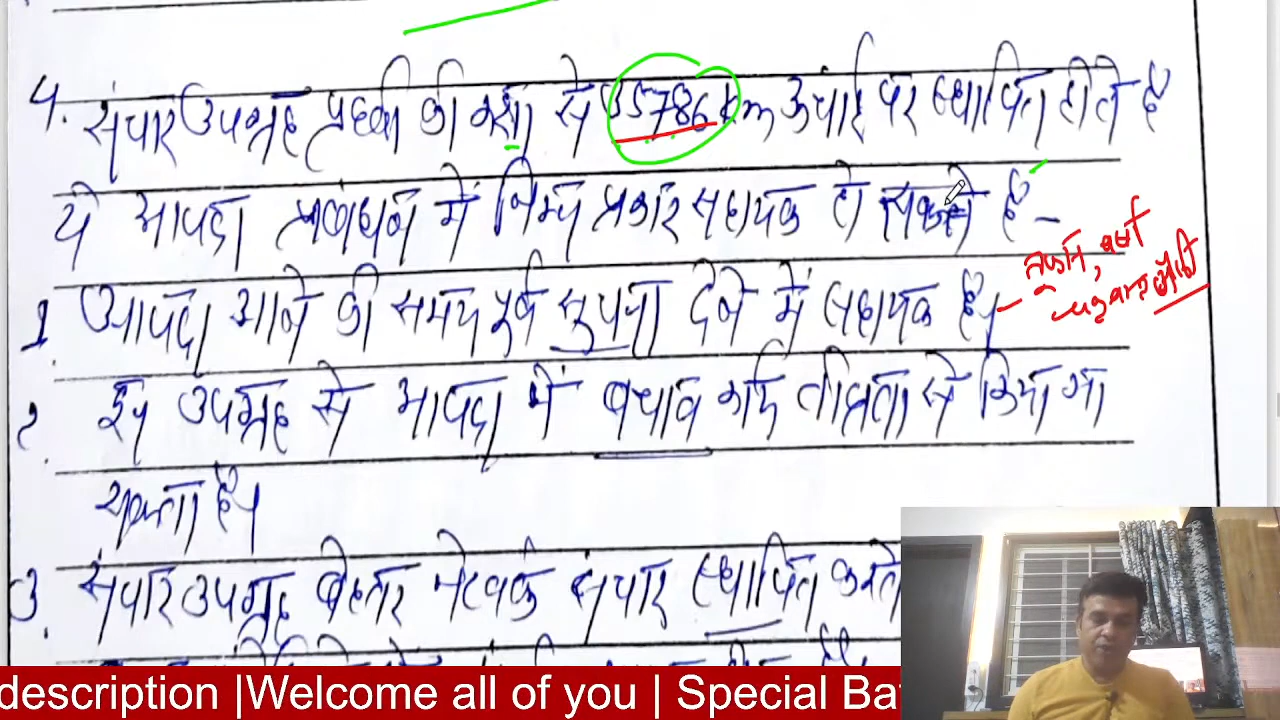 4. संचार उपग्रह पृथ्वी की कक्षा से 35786 km ऊंचाई पर स्थापित होते है
ये आपदा प्रबंधन में निम्न प्रकार सहायक हो सकते हैं -
1. आपदा आने की समय पूर्व सूचना देने में सहायक है। - तूफान, वर्षा
2. इस उपग्रह से आपदा में बचाव कार्य तीव्रता से किया जा
सकता है।
3. संचार उपग्रह बेहतर नेटवर्क संचार स्थापित करते
description |Welcome all of you | Special Ba